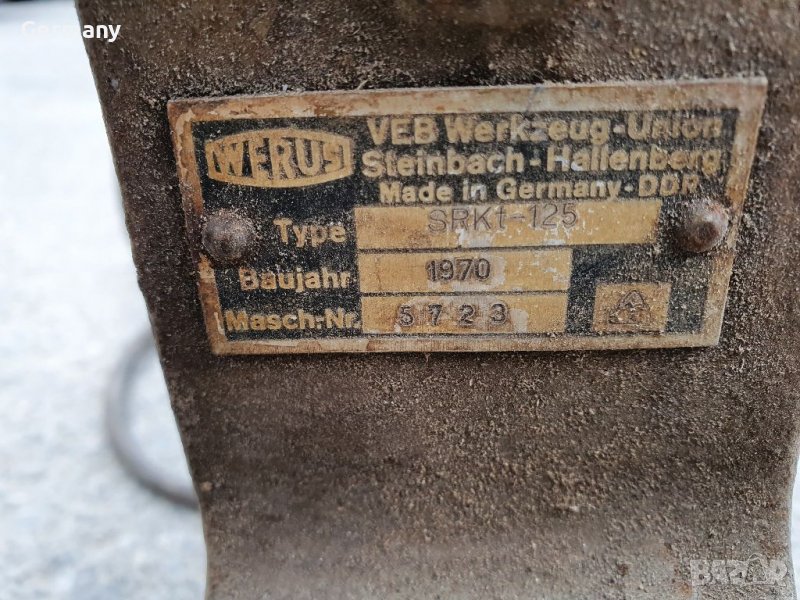 Germany
WERUS
VEB Werkzeug-Union
Steinbach-Hallenberg
Made in Germany-DDR
Type SRK1-125
Baujahr 1970
Masch.-Nr. 5723
BAZAR